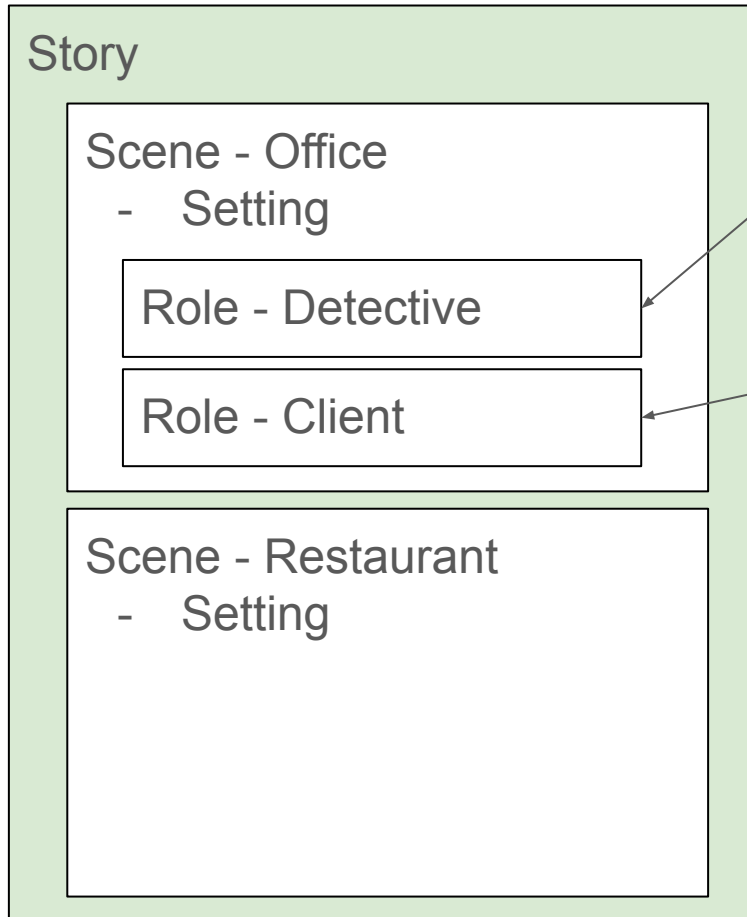 Story
Scene - Office
- Setting
Role - Detective
Role - Client
Scene - Restaurant
- Setting